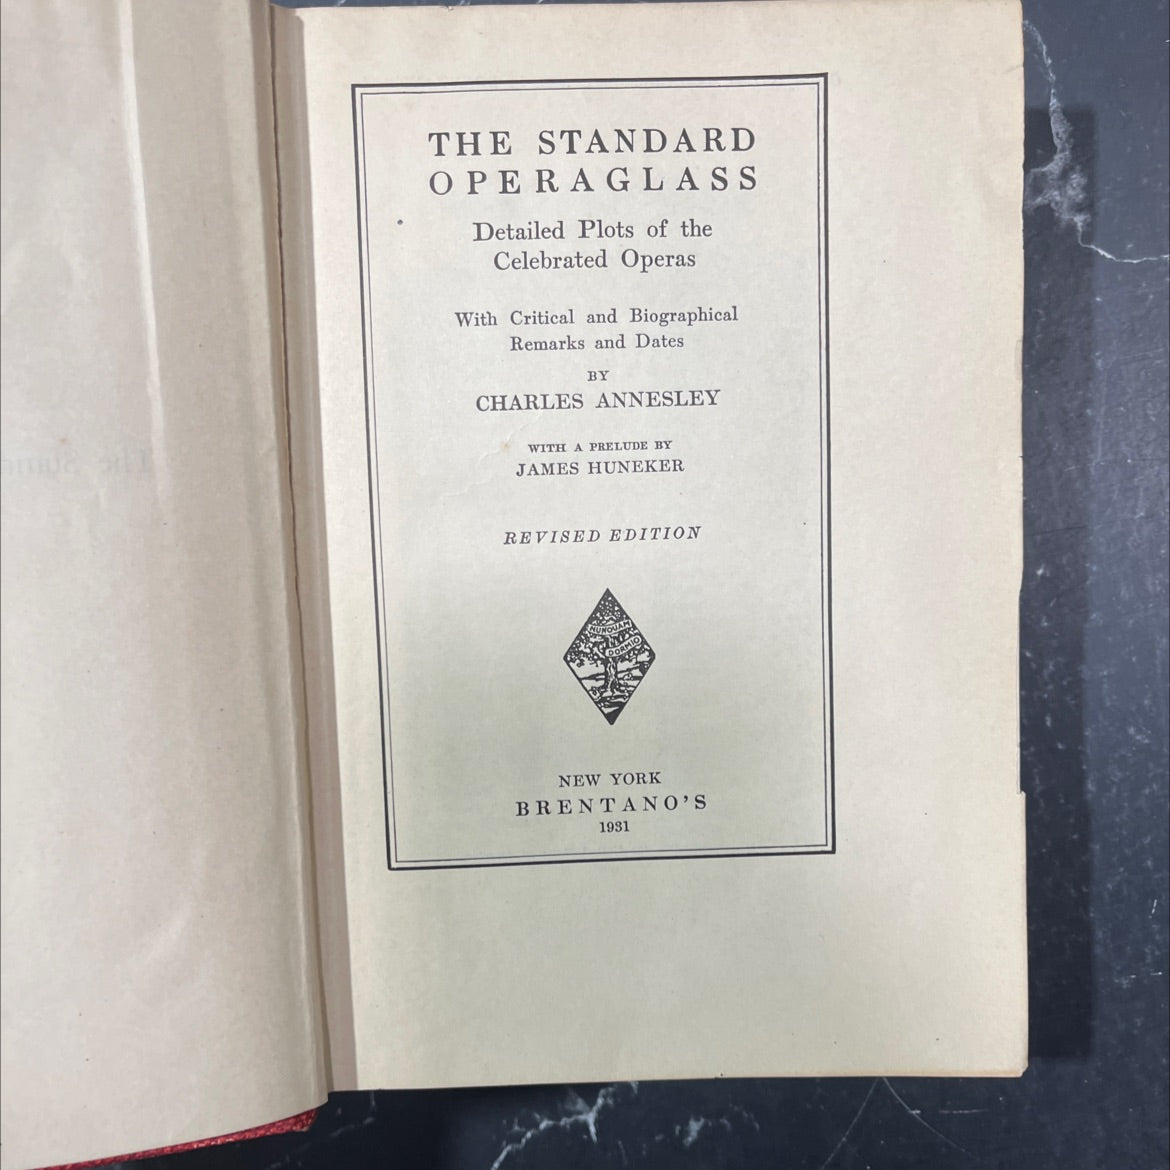 THE STANDARD
OPERAGLASS
Detailed Plots of the
Celebrated Operas
With Critical and Biographical
Remarks and Dates
BY
CHARLES ANNESLEY
WITH A PRELUDE BY
JAMES HUNEKER
REVISED EDITION
NUNQUAM
DORMIO
NEW YORK
BRENTANO'S
1931